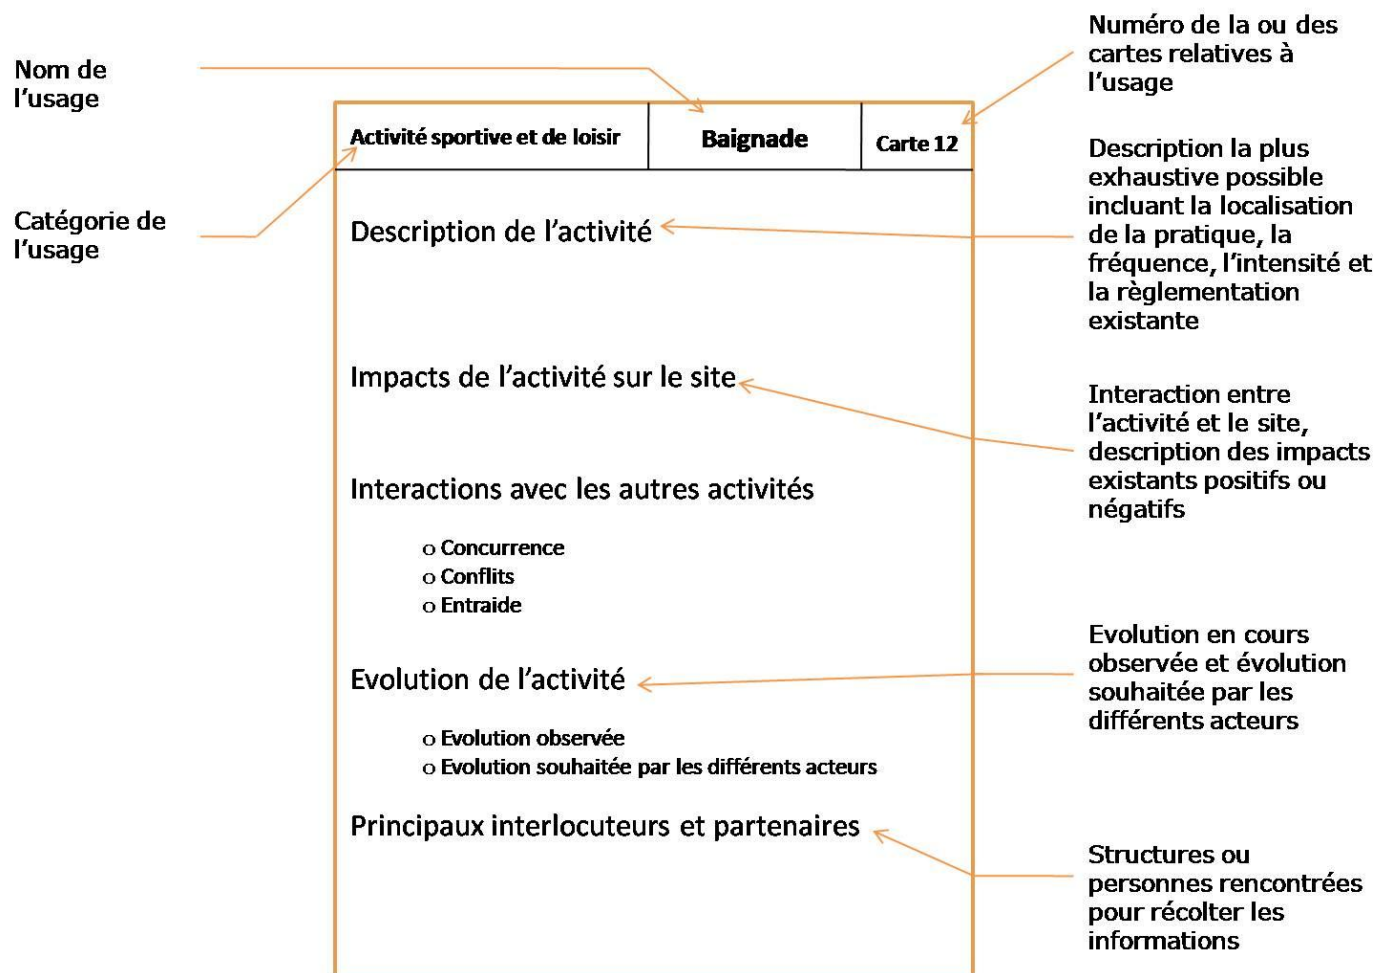 Nom de
l'usage
Catégorie de
l'usage
Activité sportive et de loisir
Baignade
Carte 12
Description de l'activité
Impacts de l'activité sur le site
Interactions avec les autres activités
o Concurrence
o Conflits
o Entraide
Evolution de l'activité
o Evolution observée
o Evolution souhaitée par les différents acteurs
Principaux interlocuteurs et partenaires
Numéro de la ou des
cartes relatives à
l'usage
Description la plus
exhaustive possible
incluant la localisation
de la pratique, la
fréquence, l'intensité et
la règlementation
existante
Interaction entre
l'activité et le site,
description des impacts
existants positifs ou
négatifs
Evolution en cours
observée et évolution
souhaitée par les
différents acteurs
Structures ou
personnes rencontrées
pour récolter les
informations